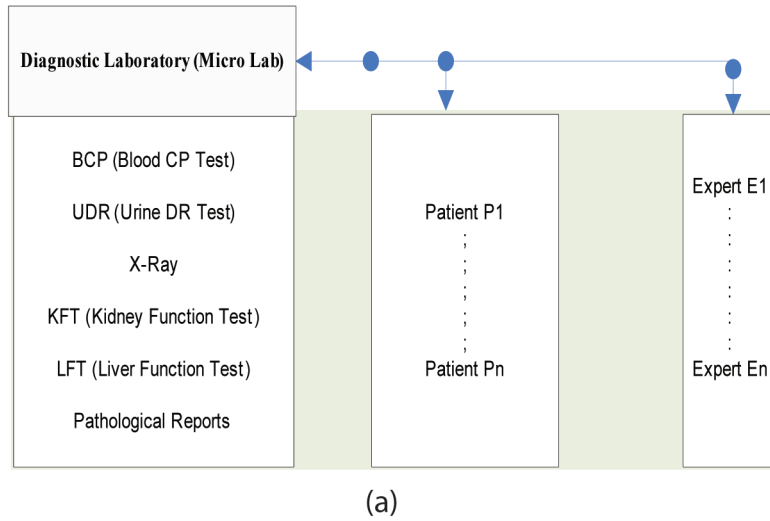 Diagnostic Laboratory (Micro Lab)
BCP (Blood CP Test)
UDR (Urine DR Test)
X-Ray
KFT (Kidney Function Test)
LFT (Liver Function Test)
Pathological Reports
Patient P1
;
;
;
;
;
Patient Pn
Expert E1
:
:
:
:
:
:
Expert En
(a)